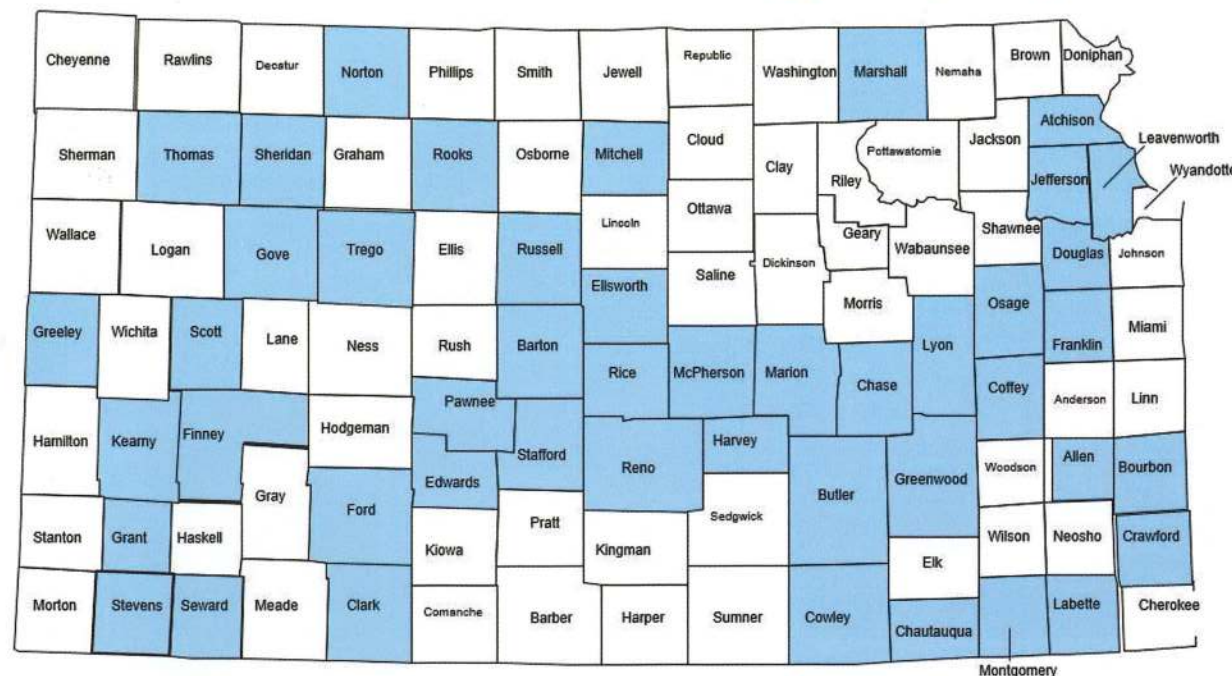 Cheyenne
Rawlins
Decatur
Norton
Phillips
Smith
Jewell
Republic
Washington
Marshall
Nemaha
Brown
Doniphan
Sherman
Thomas
Sheridan
Graham
Rooks
Osborne
Mitchell
Cloud
Clay
Riley
Pottawatomie
Jackson
Atchison
Jefferson
Leavenworth
Wyandotte
Wallace
Logan
Gove
Trego
Ellis
Russell
Lincoln
Ottawa
Ellsworth
Saline
Dickinson
Geary
Wabaunsee
Shawnee
Douglas
Johnson
Morris
Osage
Greeley
Wichita
Scott
Lane
Ness
Rush
Barton
Rice
McPherson
Marion
Chase
Lyon
Franklin
Miami
Coffey
Anderson
Linn
Hamilton
Kearny
Finney
Hodgeman
Pawnee
Stafford
Edwards
Reno
Harvey
Butler
Greenwood
Woodson
Allen
Bourbon
Gray
Ford
Stanton
Grant
Haskell
Kiowa
Pratt
Kingman
Sedgwick
Elk
Wilson
Neosho
Crawford
Morton
Stevens
Seward
Meade
Clark
Comanche
Barber
Harper
Sumner
Cowley
Chautauqua
Labette
Cherokee
Montgomery